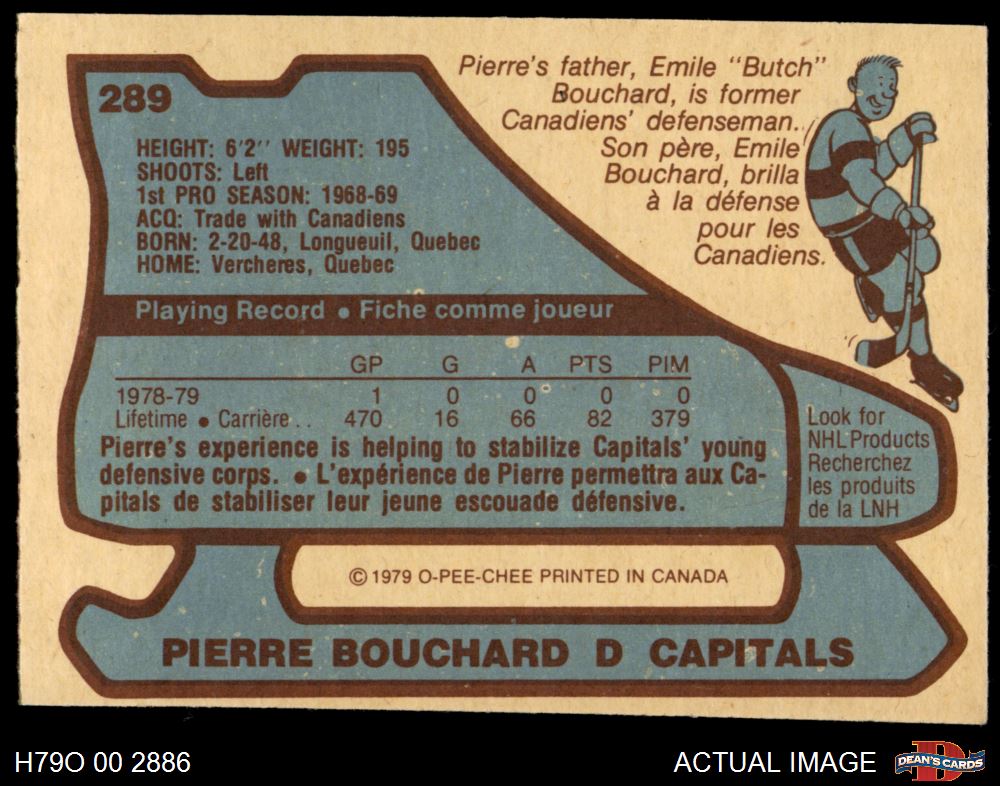 289
Pierre's father, Emile "Butch"
Bouchard, is former
Canadiens' defenseman.
Son père, Emile
Bouchard, brilla
à la défense
pour les
Canadiens.
HEIGHT: 6'2" WEIGHT: 195
SHOOTS: Left
1st PRO SEASON: 1968-69
ACQ: Trade with Canadiens
BORN: 2-20-48, Longueuil, Quebec
HOME: Vercheres, Quebec
Playing Record • Fiche comme joueur
GP G A PTS PIM
1978-79 1 0 0 0 0
Lifetime • Carrière.. 470 16 66 82 379
Pierre's experience is helping to stabilize Capitals' young
defensive corps. • L'expérience de Pierre permettra aux Ca-
pitals de stabiliser leur jeune escouade défensive.
Look for
NHL Products
Recherchez
les produits
de la LNH
© 1979 O-PEE-CHEE PRINTED IN CANADA
PIERRE BOUCHARD D CAPITALS
H79O 00 2886
ACTUAL IMAGE
DEAN'S CARDS